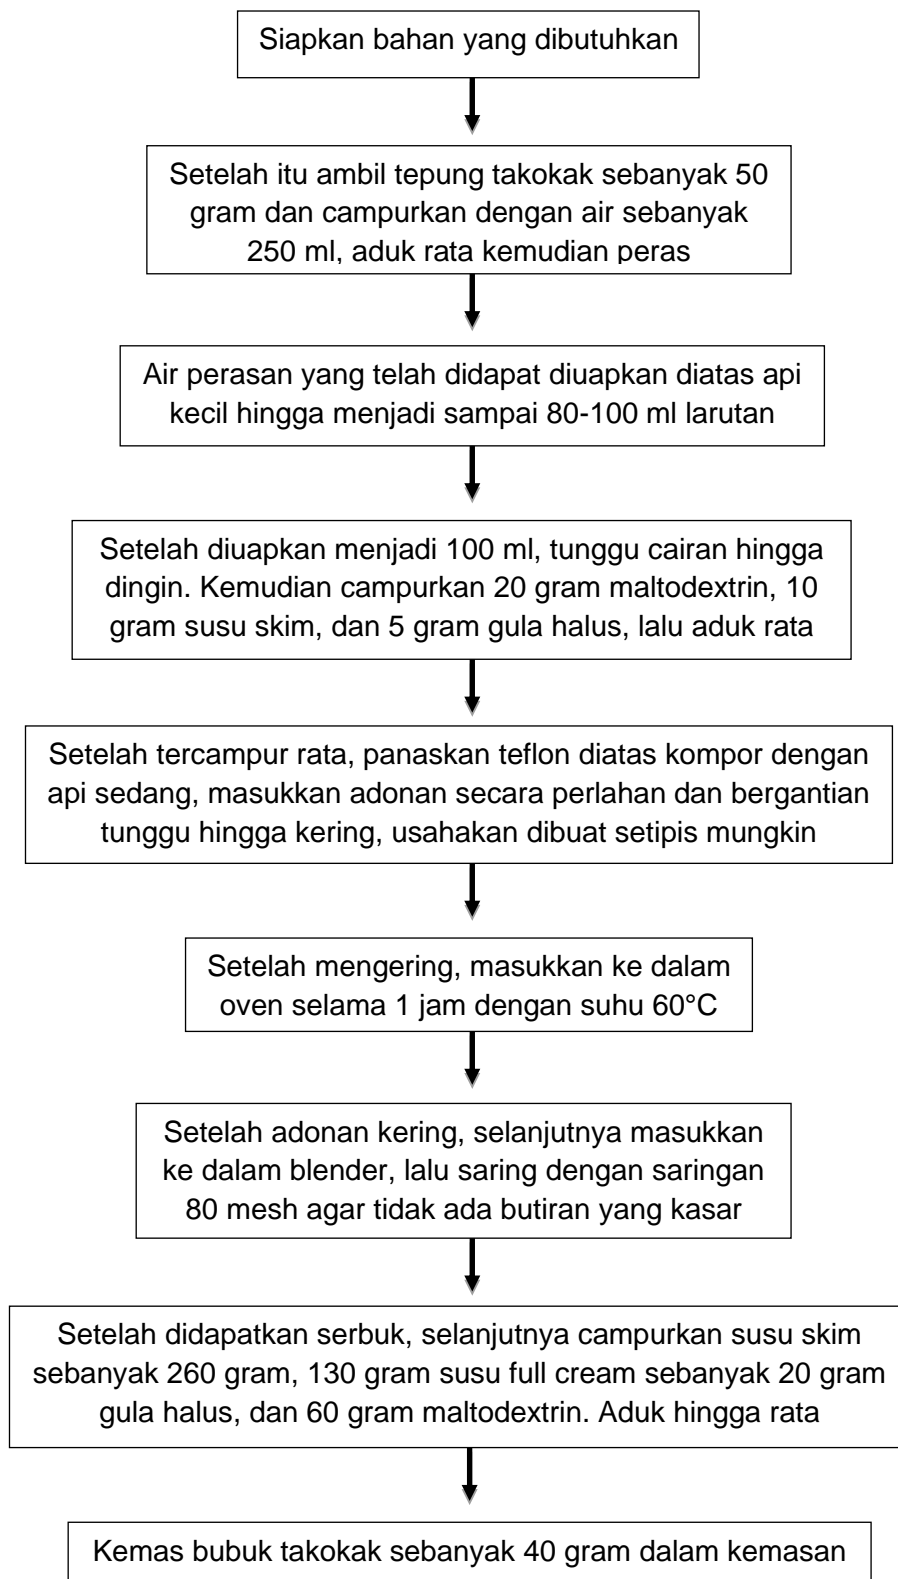 Siapkan bahan yang dibutuhkan
Setelah itu ambil tepung takokak sebanyak 50
gram dan campurkan dengan air sebanyak
250 ml, aduk rata kemudian peras
Air perasan yang telah didapat diuapkan diatas api
kecil hingga menjadi sampai 80-100 ml larutan
Setelah diuapkan menjadi 100 ml, tunggu cairan hingga
dingin. Kemudian campurkan 20 gram maltodextrin, 10
gram susu skim, dan 5 gram gula halus, lalu aduk rata
Setelah tercampur rata, panaskan teflon diatas kompor dengan
api sedang, masukkan adonan secara perlahan dan bergantian
tunggu hingga kering, usahakan dibuat setipis mungkin
Setelah mengering, masukkan ke dalam
oven selama 1 jam dengan suhu 60°C
Setelah adonan kering, selanjutnya masukkan
ke dalam blender, lalu saring dengan saringan
80 mesh agar tidak ada butiran yang kasar
Setelah didapatkan serbuk, selanjutnya campurkan susu skim
sebanyak 260 gram, 130 gram susu full cream sebanyak 20 gram
gula halus, dan 60 gram maltodextrin. Aduk hingga rata
Kemas bubuk takokak sebanyak 40 gram dalam kemasan